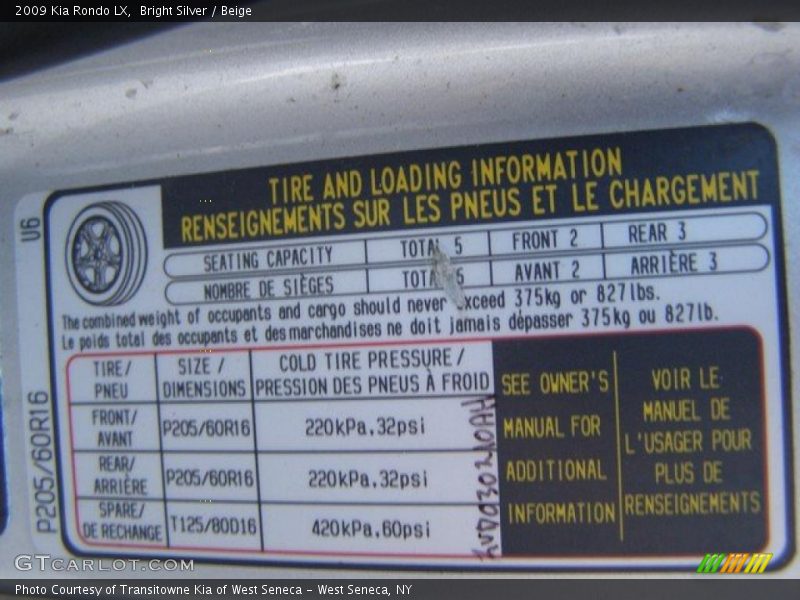 2009 Kia Rondo LX,  Bright Silver / Beige
TIRE AND LOADING INFORMATION
RENSEIGNEMENTS SUR LES PNEUS ET LE CHARGEMENT
SEATING CAPACITY TOTAL 5 FRONT 2 REAR 3
NOMBRE DE SIÈGES TOTAL 5 AVANT 2 ARRIÈRE 3
The combined weight of occupants and cargo should never exceed 375kg or 827lbs.
Le poids total des occupants et des marchandises ne doit jamais dépasser 375kg ou 827lb.
TIRE/
PNEU
SIZE /
DIMENSIONS
COLD TIRE PRESSURE/
PRESSION DES PNEUS À FROID
FRONT/
AVANT
P205/60R16
220kPa,32psi
REAR/
ARRIÈRE
P205/60R16
220kPa,32psi
SPARE/
DE RECHANGE
T125/80D16
420kPa,60psi
SEE OWNER'S
MANUAL FOR
ADDITIONAL
INFORMATION
VOIR LE
MANUEL DE
L'USAGER POUR
PLUS DE
RENSEIGNEMENTS
U6
P205/60R16
GTCARLOT.COM
Photo Courtesy of Transitowne Kia of West Seneca – West Seneca, NY